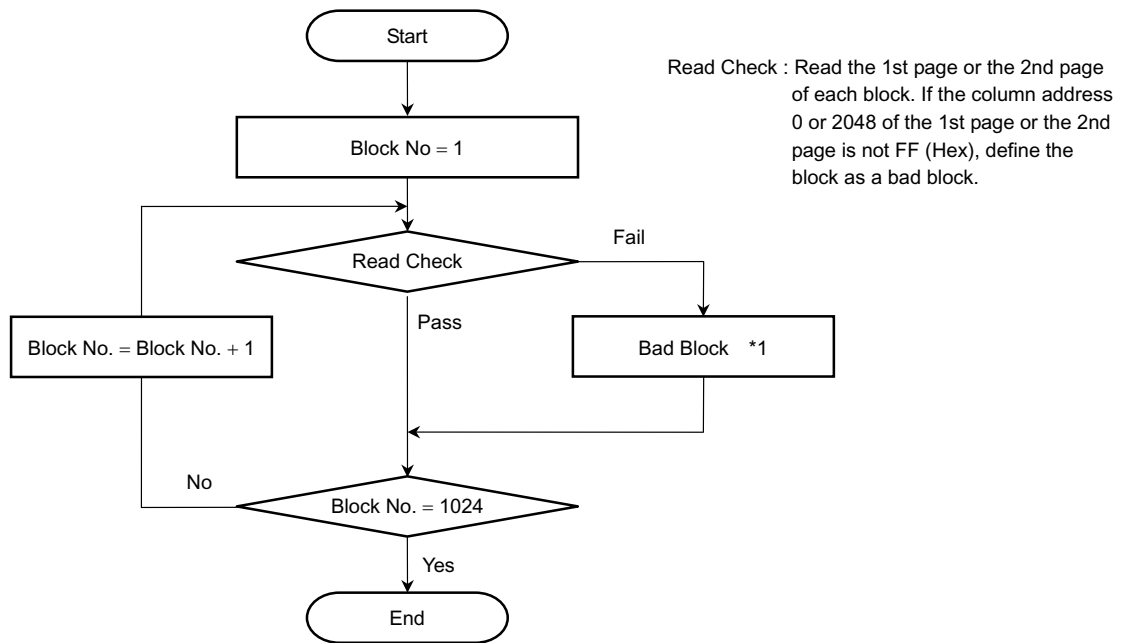 Start
Read Check : Read the 1st page or the 2nd page
of each block. If the column address
0 or 2048 of the 1st page or the 2nd
page is not FF (Hex), define the
block as a bad block.
Block No = 1
Fail
Read Check
Pass
Block No. = Block No. + 1
Bad Block *1
No
Block No. = 1024
Yes
End